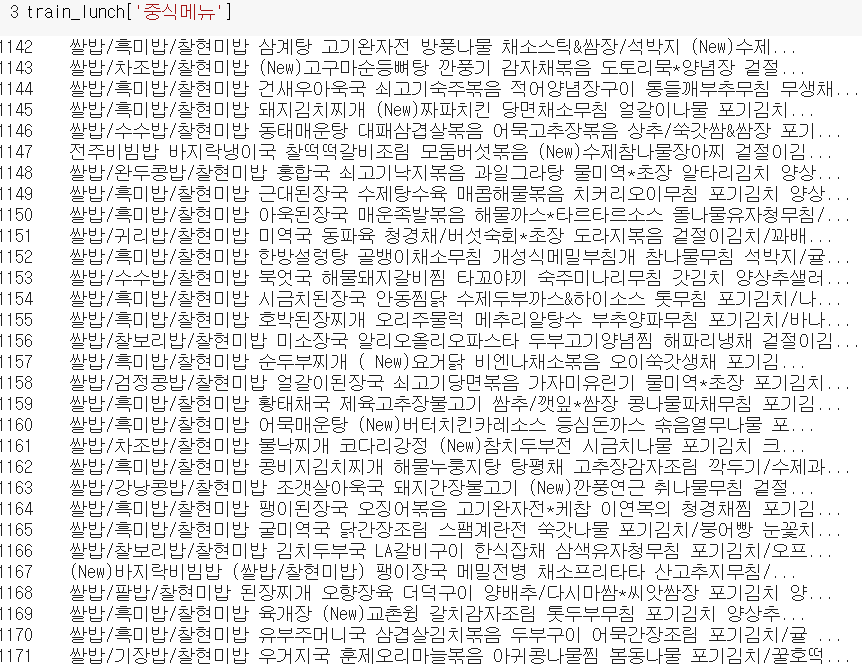 3 train_lunch['중식메뉴']
1142 쌀밥/흑미밥/찰현미밥 삼계탕 고기완자전 방풍나물 채소스틱&쌈장/석박지 (New)수제...
1143 쌀밥/차조밥/찰현미밥 (New)고구마순등뼈탕 깐풍기 감자채볶음 도토리묵*양념장 겉절...
1144 쌀밥/흑미밥/찰현미밥 건새우아욱국 쇠고기숙주볶음 적어양념장구이 통들깨부추무침 무생채...
1145 쌀밥/흑미밥/찰현미밥 돼지김치찌개 (New)짜파치킨 당면채소무침 얼갈이나물 포기김치...
1146 쌀밥/수수밥/찰현미밥 동태매운탕 대패삼겹살볶음 어묵고추장볶음 상추/쑥갓쌈&쌈장 포기...
1147 전주비빔밥 바지락냉이국 찰떡떡갈비조림 모둠버섯볶음 (New)수제참나물장아찌 겉절이김...
1148 쌀밥/완두콩밥/찰현미밥 홍합국 쇠고기낙지볶음 과일그라탕 물미역*초장 알타리김치 양상...
1149 쌀밥/흑미밥/찰현미밥 근대된장국 수제탕수육 매콤해물볶음 치커리오이무침 포기김치 양상...
1150 쌀밥/흑미밥/찰현미밥 아욱된장국 매운족발볶음 해물까스*타르타르소스 돌나물유자청무침/...
1151 쌀밥/귀리밥/찰현미밥 미역국 동파육 청경채/버섯숙회*초장 도라지볶음 겉절이김치/꽈배...
1152 쌀밥/흑미밥/찰현미밥 한방설렁탕 골뱅이채소무침 개성식메밀부침개 참나물무침 석박지/귤...
1153 쌀밥/수수밥/찰현미밥 북엇국 해물돼지갈비찜 타꼬야끼 숙주미나리무침 갓김치 양상추샐러...
1154 쌀밥/흑미밥/찰현미밥 시금치된장국 안동찜닭 수제두부까스&하이소스 톳무침 포기김치/나...
1155 쌀밥/흑미밥/찰현미밥 호박된장찌개 오리주물럭 메추리알탕수 부추양파무침 포기김치/바나...
1156 쌀밥/찰보리밥/찰현미밥 미소장국 알리오올리오파스타 두부고기양념찜 해파리냉채 겉절이김...
1157 쌀밥/흑미밥/찰현미밥 순두부찌개 ( New)요거닭 비엔나채소볶음 오이쑥갓생채 포기김...
1158 쌀밥/검정콩밥/찰현미밥 얼갈이된장국 쇠고기당면볶음 가자미유린기 물미역*초장 포기김치...
1159 쌀밥/흑미밥/찰현미밥 황태채국 제육고추장불고기 쌈추/깻잎*쌈장 콩나물파채무침 포기김...
1160 쌀밥/흑미밥/찰현미밥 어묵매운탕 (New)버터치킨카레소스 등심돈까스 솎음열무나물 포...
1161 쌀밥/차조밥/찰현미밥 불낙찌개 코다리강정 (New)참치두부전 시금치나물 포기김치 크...
1162 쌀밥/흑미밥/찰현미밥 콩비지김치찌개 해물누룽지탕 탕평채 고추장감자조림 깍두기/수제과...
1163 쌀밥/강낭콩밥/찰현미밥 조갯살아욱국 돼지간장불고기 (New)깐풍연근 취나물무침 겉절...
1164 쌀밥/흑미밥/찰현미밥 팽이된장국 오징어볶음 고기완자전*케찹 이연복의 청경채찜 포기김...
1165 쌀밥/흑미밥/찰현미밥 굴미역국 닭간장조림 스팸계란전 쑥갓나물 포기김치/붕어빵 눈꽃치...
1166 쌀밥/찰보리밥/찰현미밥 김치두부국 LA갈비구이 한식잡채 삼색유자청무침 포기김치/오프...
1167 (New)바지락비빔밥 (쌀밥/찰현미밥) 팽이장국 메밀전병 채소프리타타 산고추지무침/...
1168 쌀밥/팥밥/찰현미밥 된장찌개 오향장육 더덕구이 양배추/다시마쌈*씨앗쌈장 포기김치 양...
1169 쌀밥/흑미밥/찰현미밥 육개장 (New)교촌윙 갈치감자조림 톳두부무침 포기김치 양상추...
1170 쌀밥/흑미밥/찰현미밥 유부주머니국 삼겹살김치볶음 두부구이 어묵간장조림 포기김치/귤 ...
1171 쌀밥/기장밥/찰현미밥 우거지국 훈제오리마늘볶음 아귀콩나물찜 봄동나물 포기김치/꿀호떡...